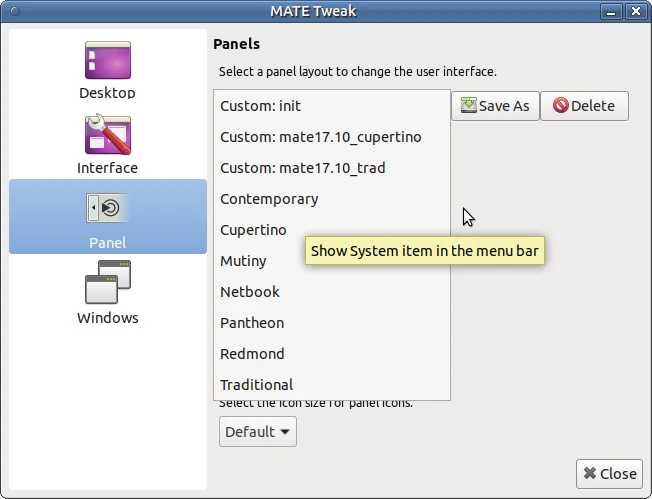 MATE Tweak
Desktop
Interface
Panel
Windows
Panels
Select a panel layout to change the user interface.
Custom: init
Custom: mate17.10_cupertino
Custom: mate17.10_trad
Contemporary
Cupertino
Mutiny
Netbook
Pantheon
Redmond
Traditional
Save As
Delete
Show System item in the menu bar
Select the icon size for panel icons.
Default
Close